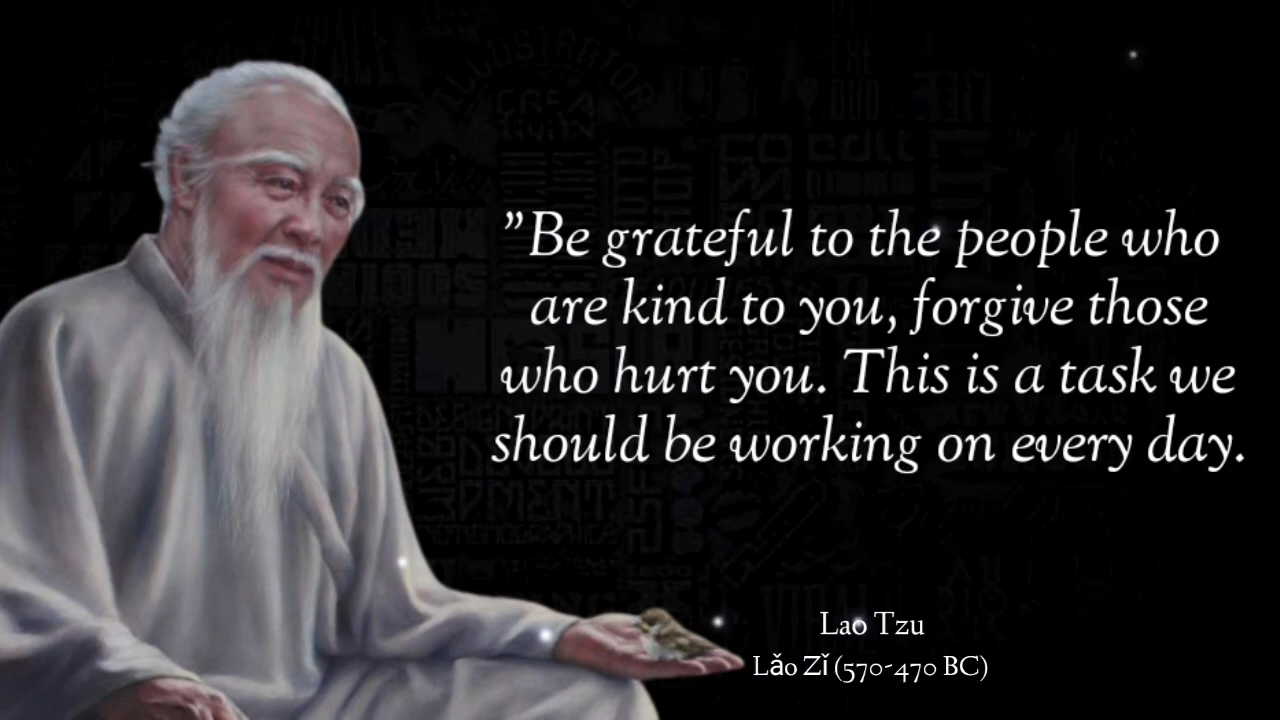 ”Be grateful to the people who
are kind to you, forgive those
who hurt you. This is a task we
should be working on every day.
Lao Tzu
Lǎo Zǐ (570-470 BC)